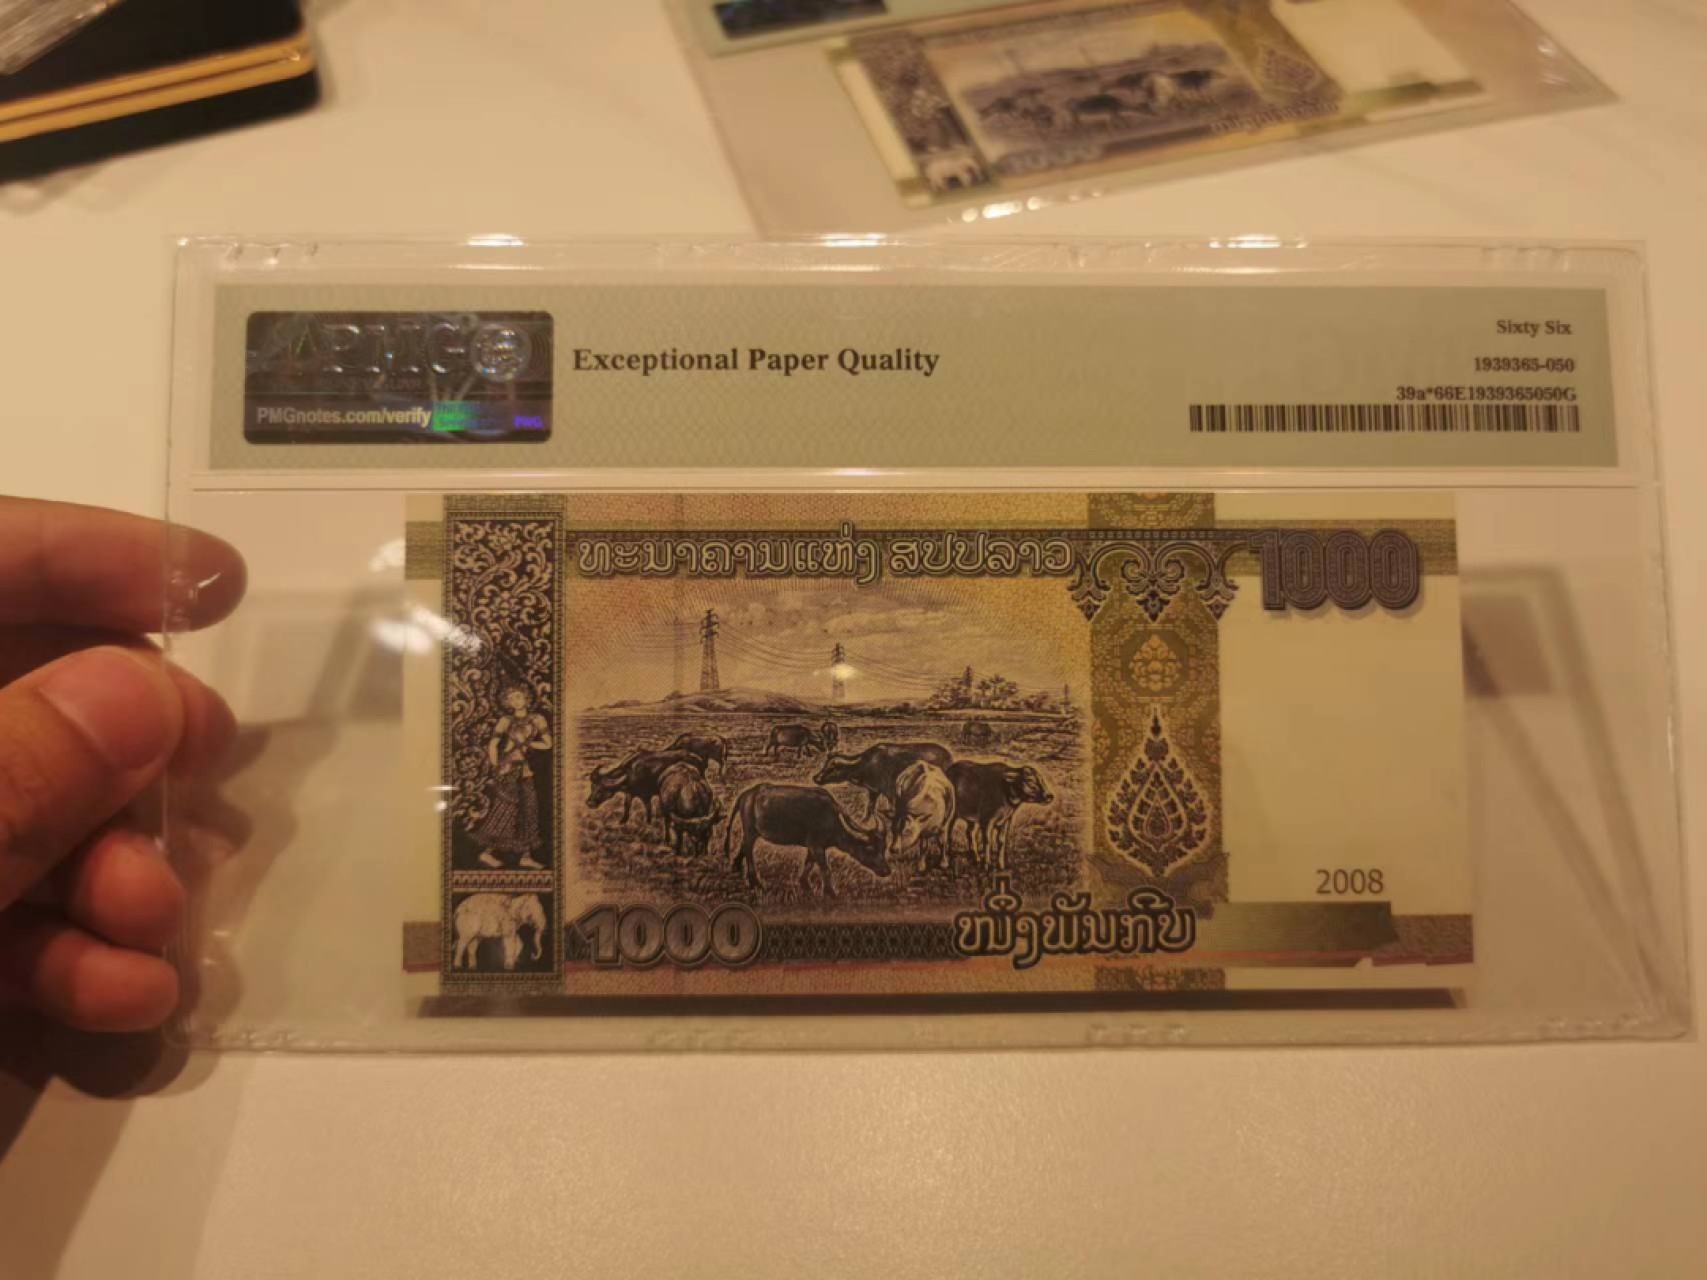 PMG
PMGnotes.com/verify
PMG
Exceptional Paper Quality
Sixty Six
1939365-050
39a*66E1939365050G
ທະນາຄານແຫ່ງ ສປປລາວ
1000
2008
1000
ໜຶ່ງພັນກີບ